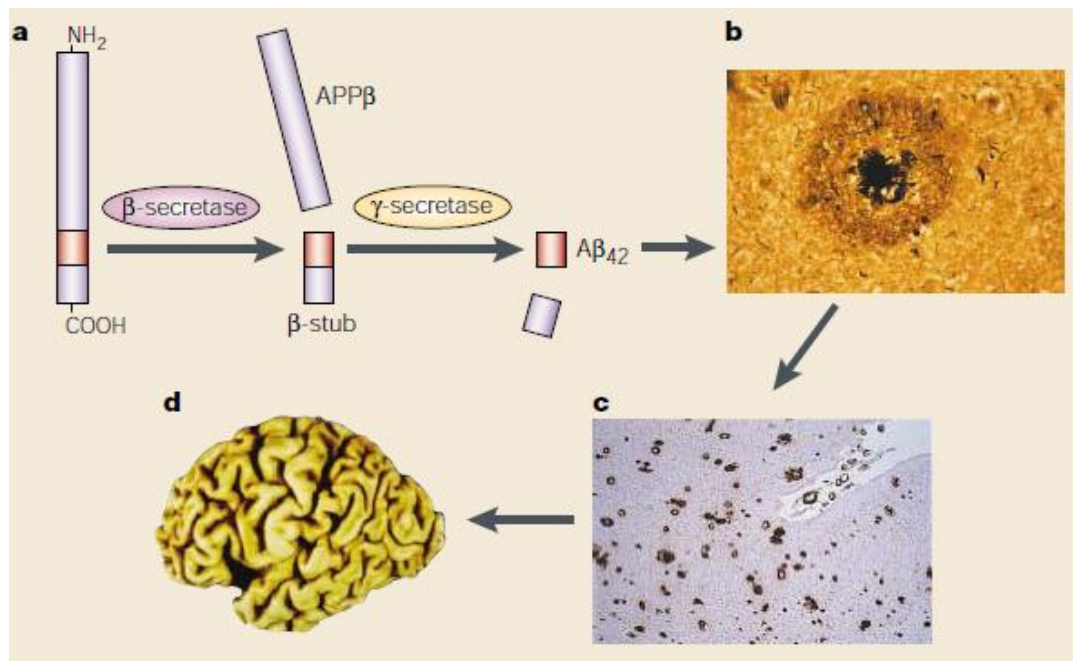 a
NH₂
APPβ
β-secretase
γ-secretase
Aβ₄₂
β-stub
COOH
b
c
d